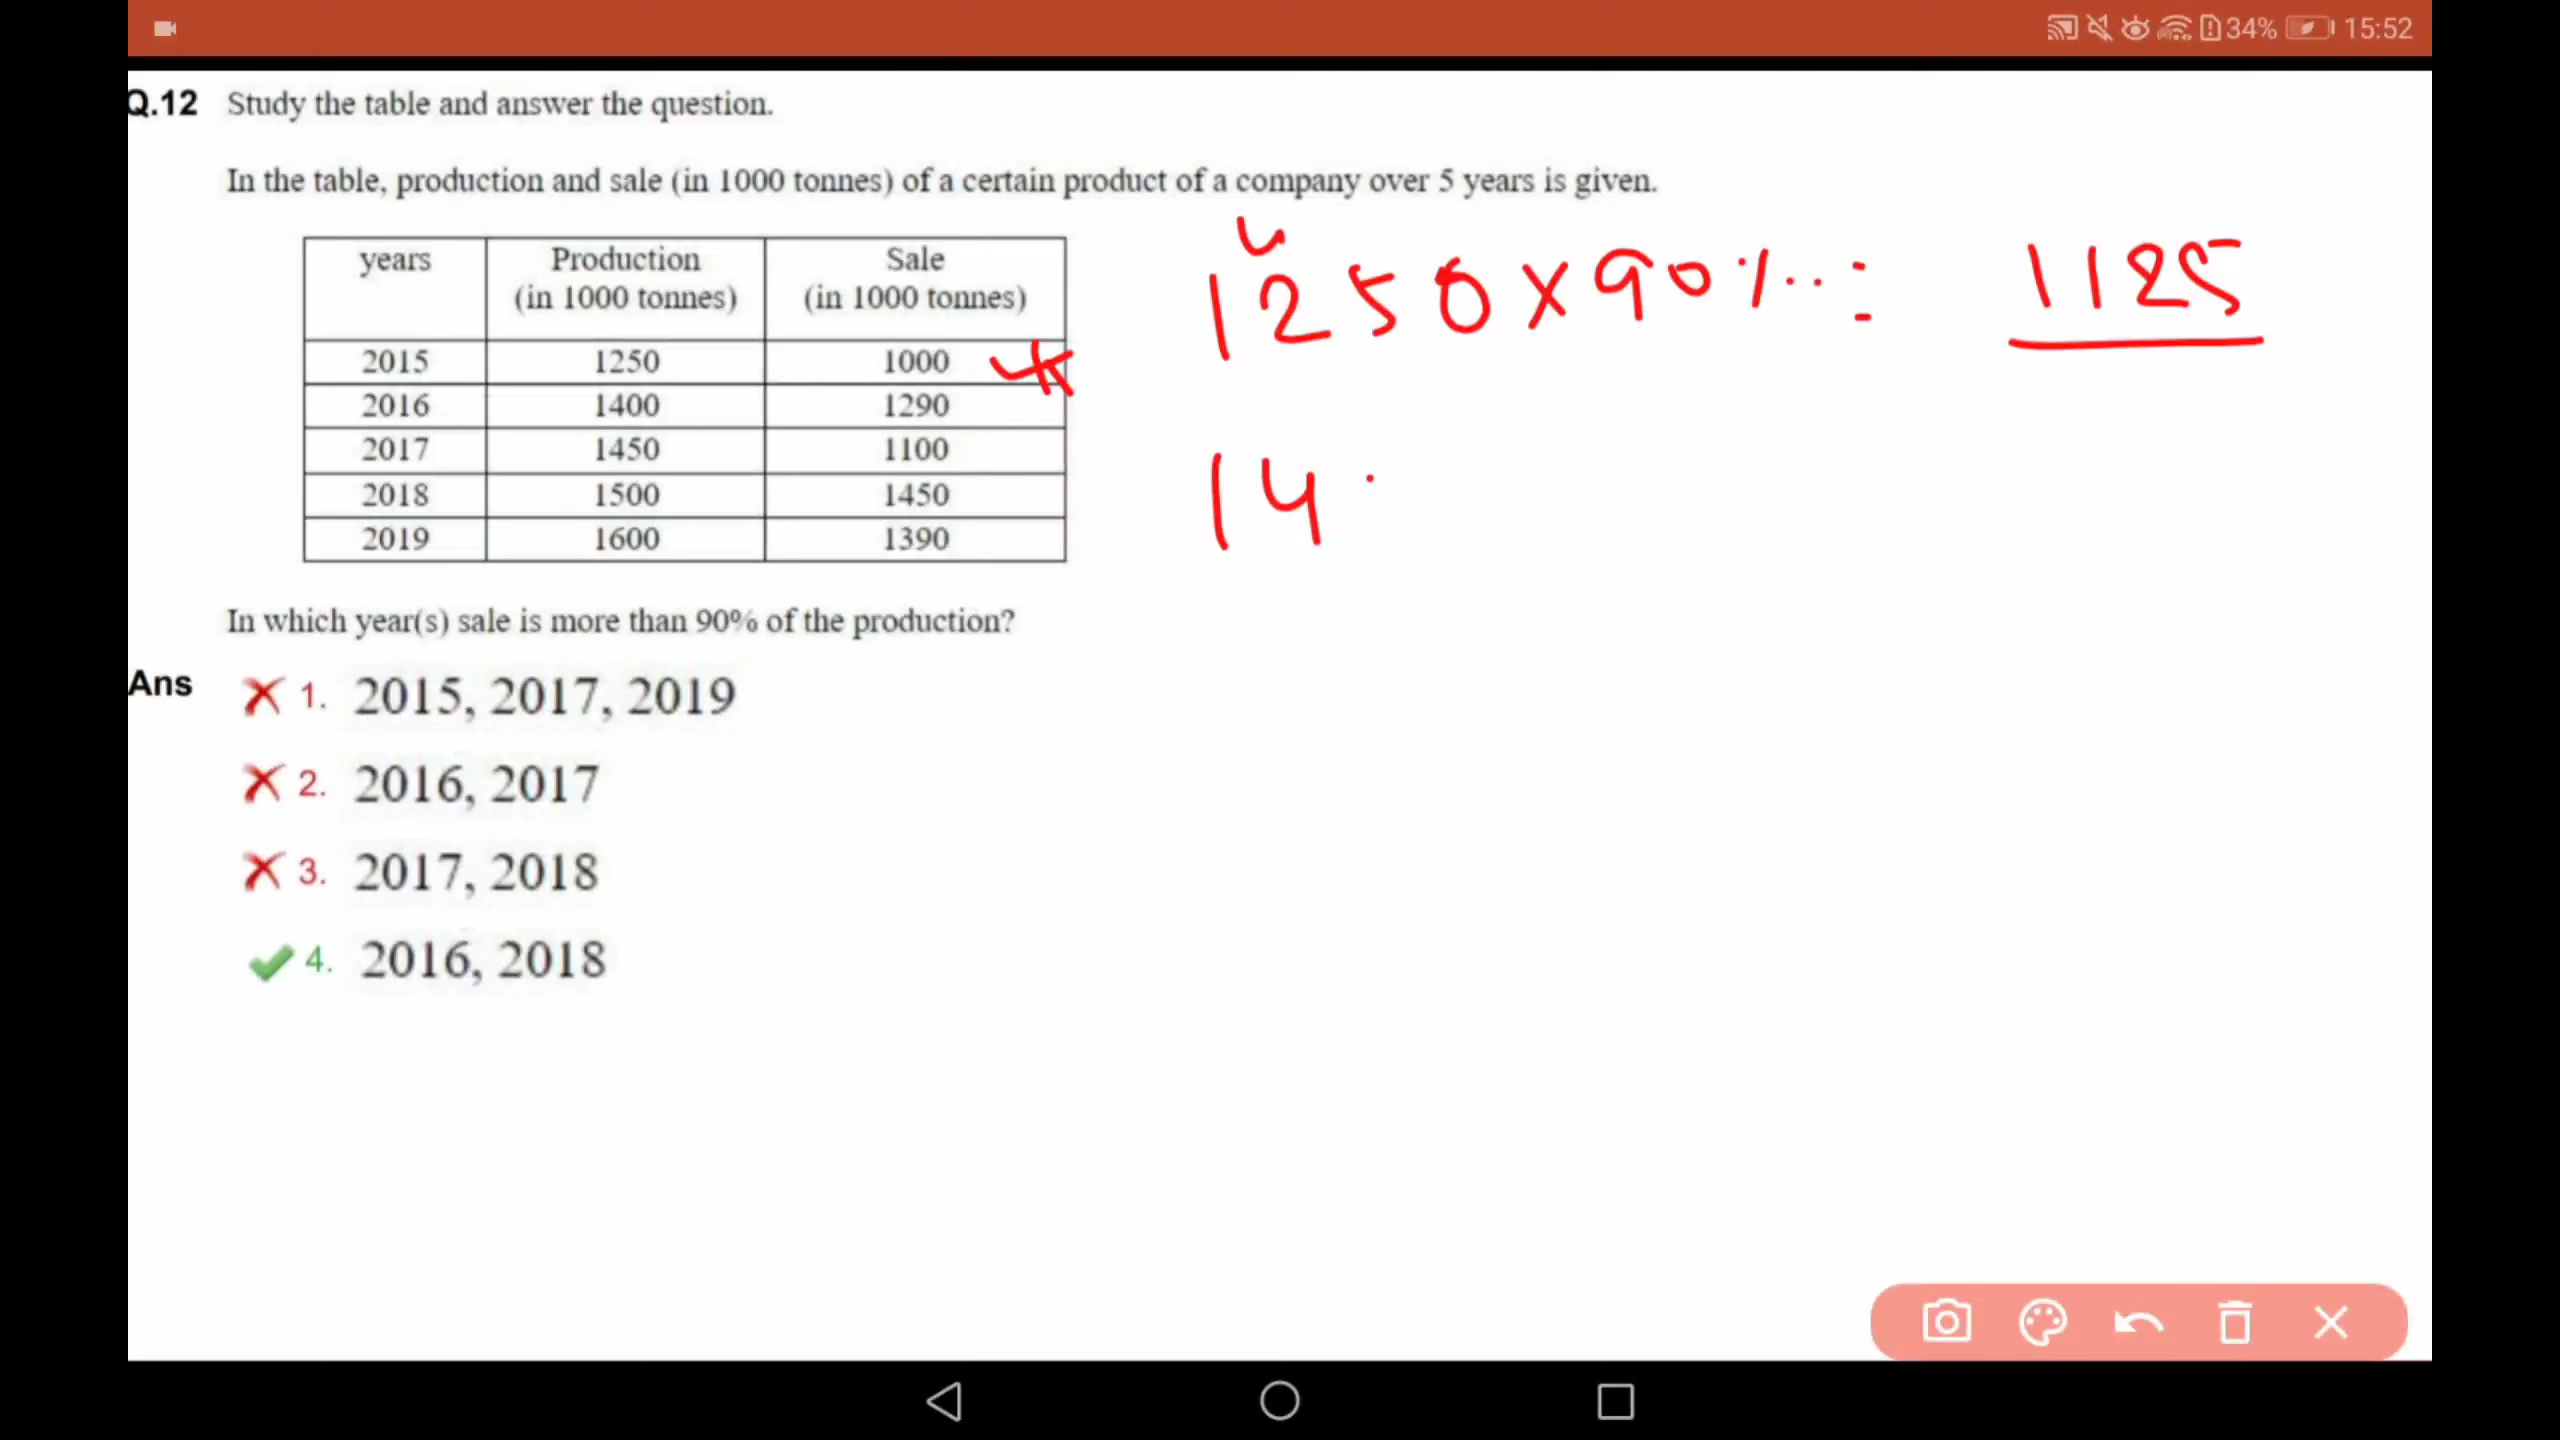 34% 15:52
Q.12 Study the table and answer the question.
In the table, production and sale (in 1000 tonnes) of a certain product of a company over 5 years is given.
years Production (in 1000 tonnes) Sale (in 1000 tonnes)
2015 1250 1000
2016 1400 1290
2017 1450 1100
2018 1500 1450
2019 1600 1390
1250 x 90% = 1125
14
In which year(s) sale is more than 90% of the production?
Ans 1. 2015, 2017, 2019
2. 2016, 2017
3. 2017, 2018
4. 2016, 2018